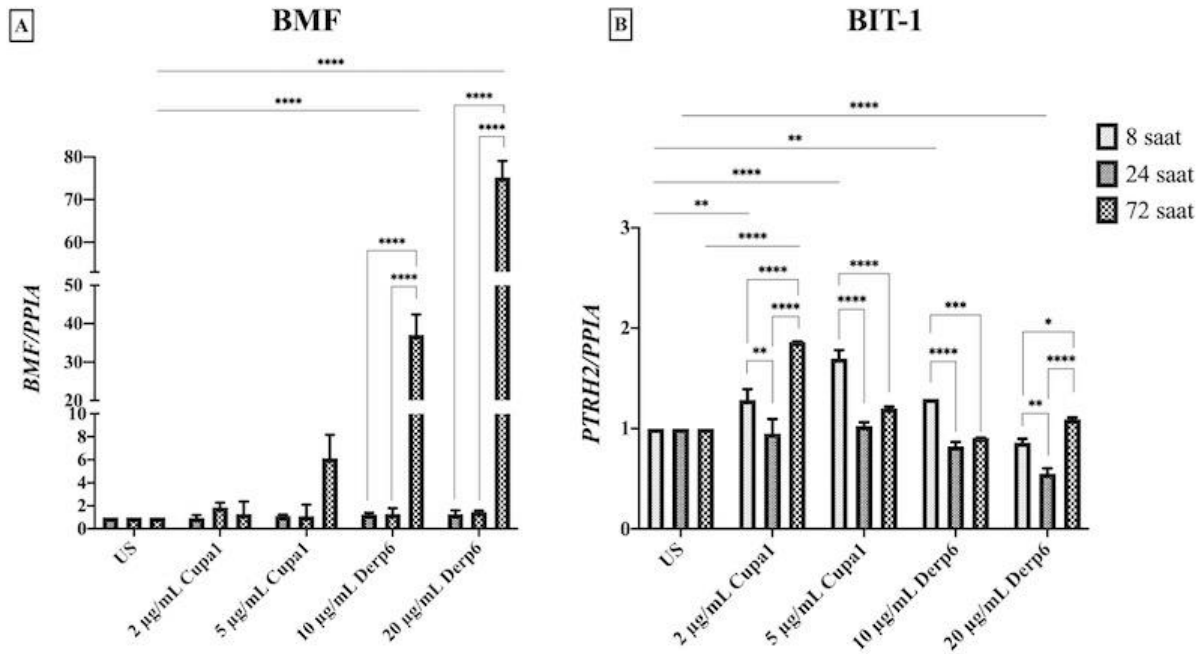 A
BMF
****
****
****
****
****
****
80
75
70
60
50
40
30
20
10
8
6
4
2
0
BMF/PPIA
US
2 µg/mL Cupa1
5 µg/mL Cupa1
10 µg/mL Derp6
20 µg/mL Derp6
B
BIT-1
****
**
****
**
****
****
****
**
****
****
***
****
*
****
**
3
2
1
0
PTRH2/PPIA
US
2 µg/mL Cupa1
5 µg/mL Cupa1
10 µg/mL Derp6
20 µg/mL Derp6
8 saat
24 saat
72 saat